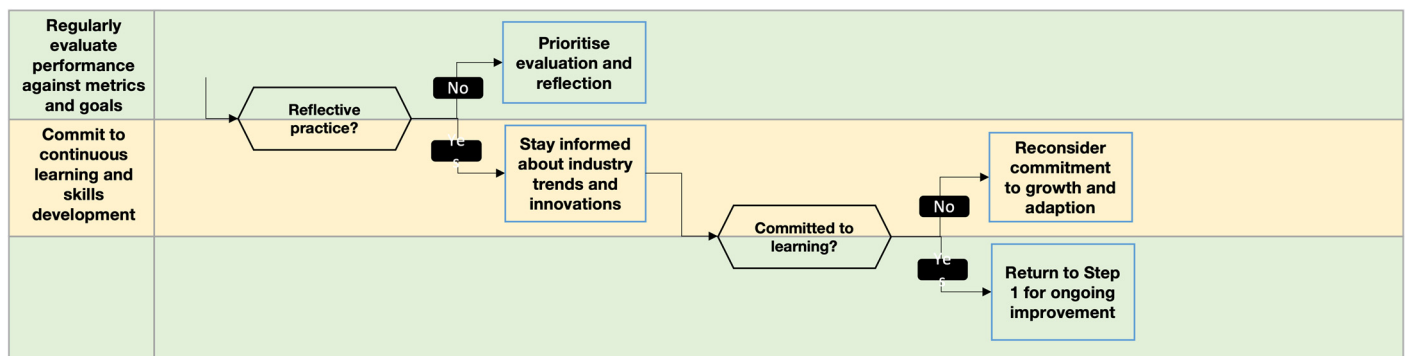 Regularly
evaluate
performance
against metrics
and goals
Reflective
practice?
No
Prioritise
evaluation and
reflection
Commit to
continuous
learning and
skills
development
Ye
s
Stay informed
about industry
trends and
innovations
Committed to
learning?
No
Reconsider
commitment
to growth and
adaption
Ye
s
Return to Step
1 for ongoing
improvement